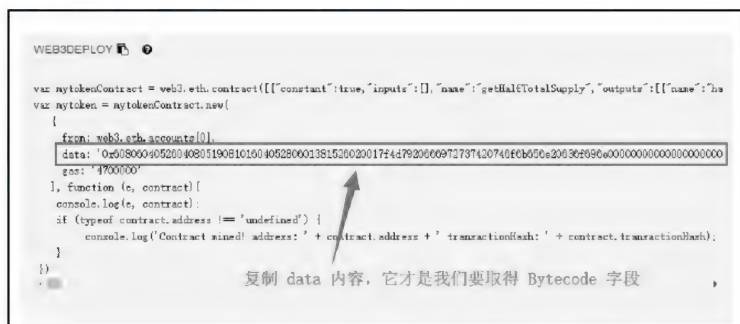 WEB3DEPLOY
var mytokenContract = web3.eth.contract([{"constant":true,"inputs":[],"name":"getHalfTotalSupply","outputs":[{"name":"ha
var mytoken = mytokenContract.new(
{
from: web3.eth.accounts[0],
data: '0x6080604052604080519081016040528060138152602001
gas: '4700000'
}, function (e, contract){
console.log(e, contract);
if (typeof contract.address !== 'undefined') {
console.log('Contract mined! address: ' + contract.address + ' transactionHash: ' + contract.transactionHash);
}
})
复制 data 内容，它才是我们要取得 Bytecode 字段